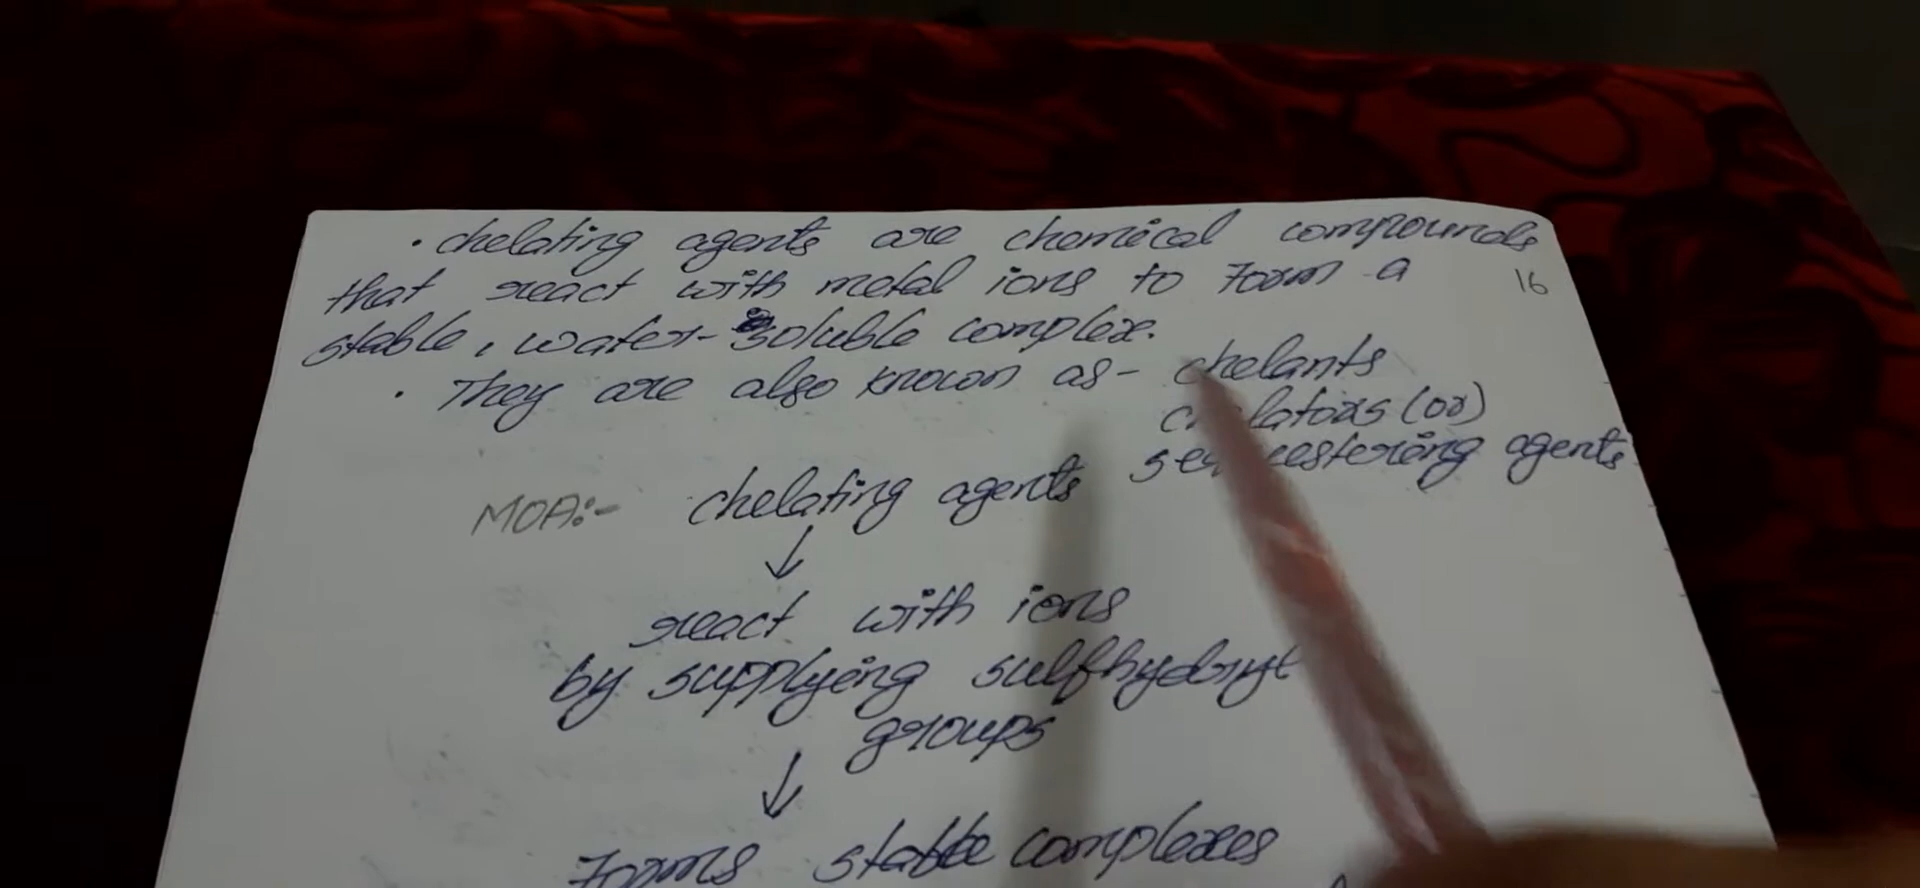 • chelating agents are chemical compounds
that react with metal ions to form a
16
stable, water-soluble complex.
• They are also known as- chelants
chelators (or)
sequestering agents
MOA:- chelating agents
↓
react with ions
by supplying sulfhydryl
groups
↓
Forms stable complexes